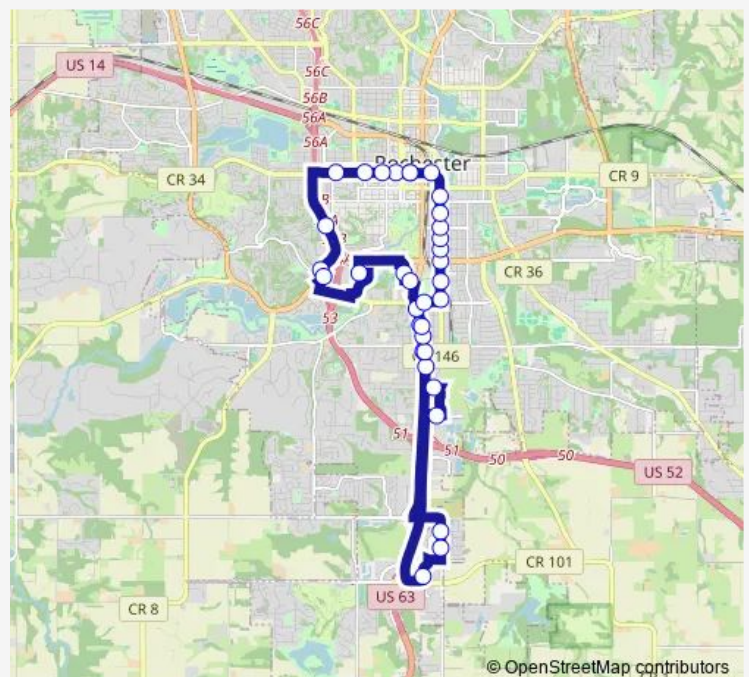 56C
US 14
56C
56B
56A
56A
Rochester
CR 34
CR 9
B
CR 36
53
146
51
51
50
50
US 52
CR 101
US 63
CR 8
© OpenStreetMap contributors